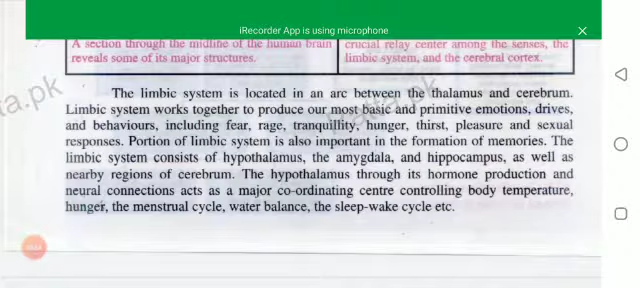 iRecorder App is using microphone
A section through the midline of the human brain
reveals some of its major structures.
crucial relay center among the senses, the
limbic system, and the cerebral cortex.
The limbic system is located in an arc between the thalamus and cerebrum.
Limbic system works together to produce our most basic and primitive emotions, drives,
and behaviours, including fear, rage, tranquility, hunger, thirst, pleasure and sexual
responses. Portion of limbic system is also important in the formation of memories. The
limbic system consists of hypothalamus, the amygdala, and hippocampus, as well as
nearby regions of cerebrum. The hypothalamus through its hormone production and
neural connections acts as a major co-ordinating centre controlling body temperature,
hunger, the menstrual cycle, water balance, the sleep-wake cycle etc.